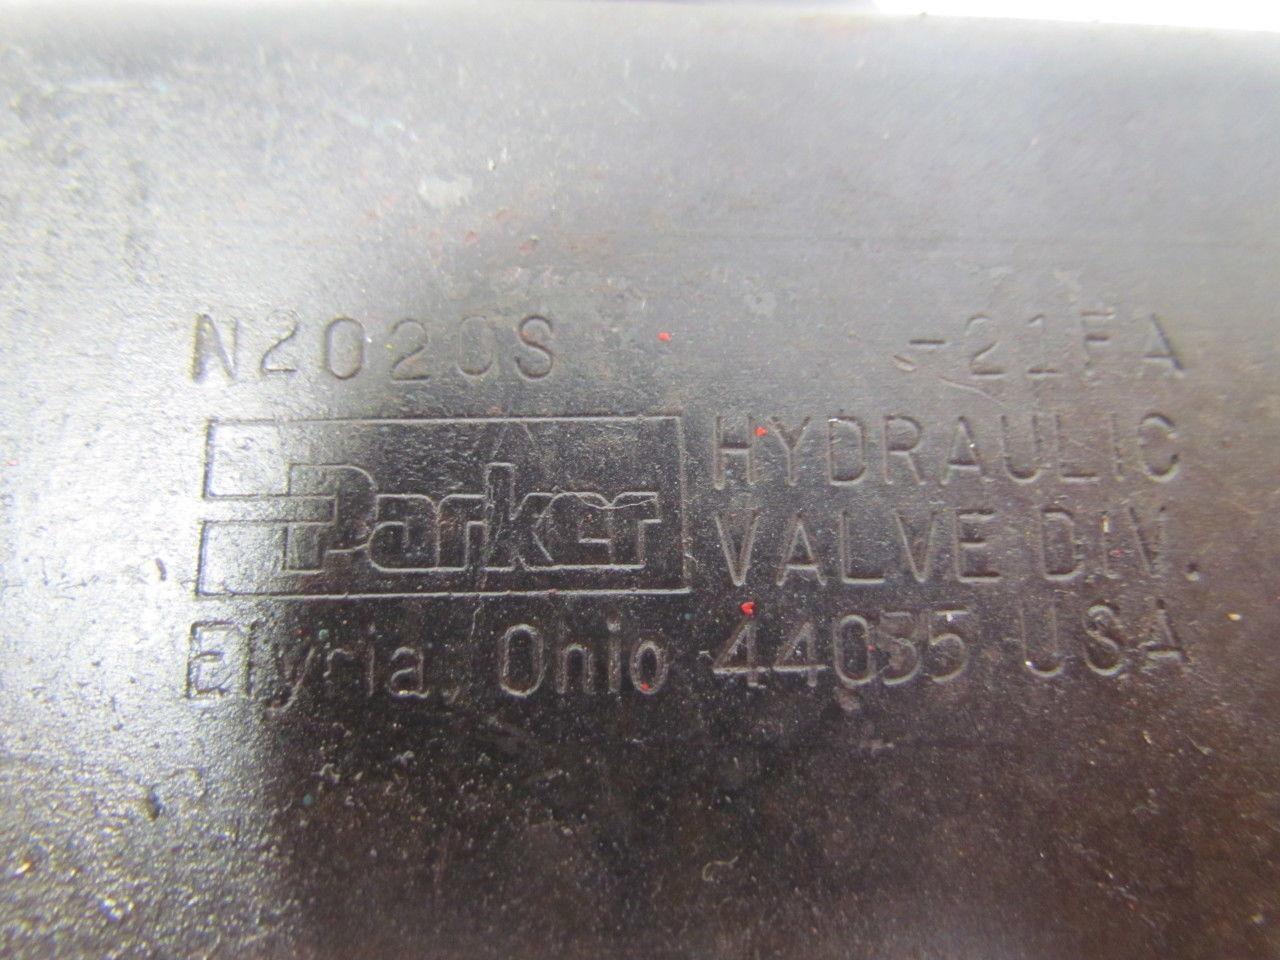 N2020S -21FA
Parker HYDRAULIC
VALVE DIV.
Elyria, Ohio 44035 USA